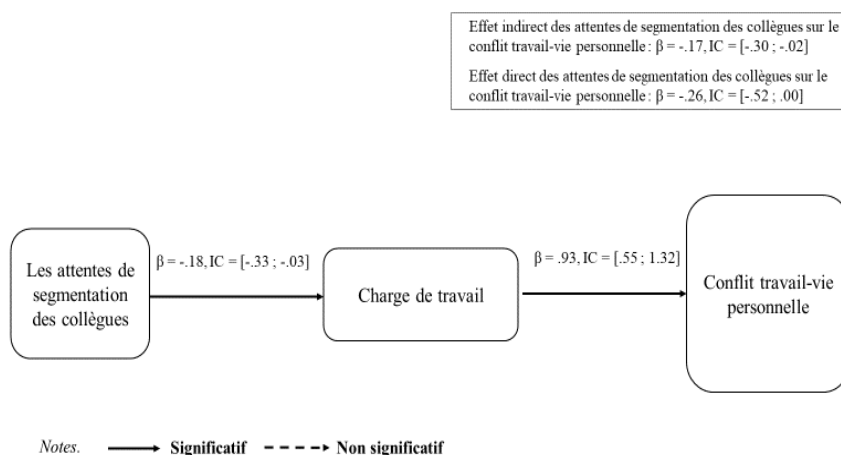 Effet indirect des attentes de segmentation des collègues sur le
conflit travail-vie personnelle : β = -.17, IC = [-.30 ; -.02]
Effet direct des attentes de segmentation des collègues sur le
conflit travail-vie personnelle : β = -.26, IC = [-.52 ; .00]
β = -.18, IC = [-.33 ; -.03]
β = .93, IC = [.55 ; 1.32]
Les attentes de
segmentation
des collègues
Charge de travail
Conflit travail-vie
personnelle
Notes. Significatif Non significatif